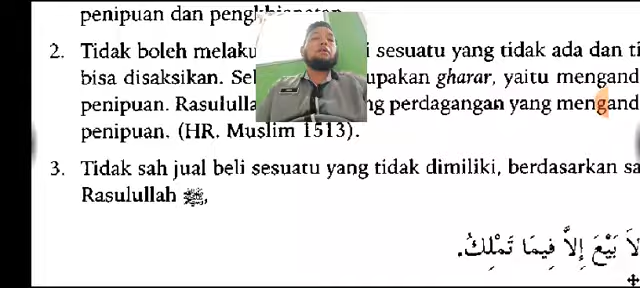 penipuan dan
2. Tidak boleh melaku i sesuatu yang tidak ada dan ti
bisa disaksikan. Sel upakan gharar, yaitu mengand
penipuan. Rasululla ng perdagangan yang mengand
penipuan. (HR. Muslim 1513).
3. Tidak sah jual beli sesuatu yang tidak dimiliki, berdasarkan sa
Rasulullah ﷺ,
لاَ بَيْعَ إِلاَّ فِيمَا تَمْلِكُ.